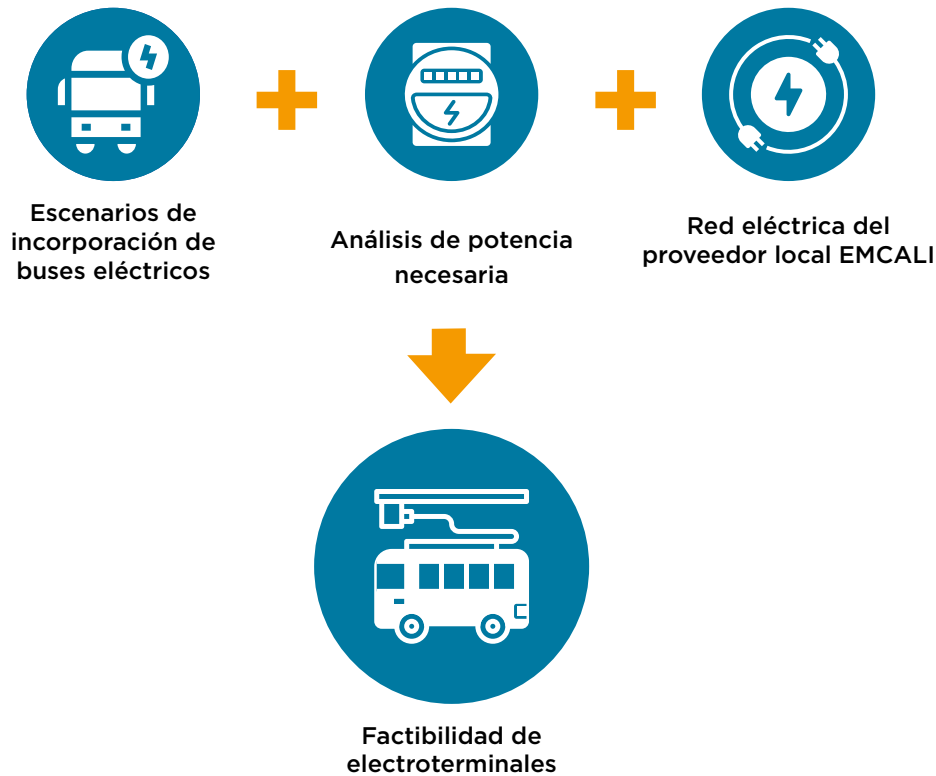 Escenarios de
incorporación de
buses eléctricos
Análisis de potencia
necesaria
Red eléctrica del
proveedor local EMCALI
Factibilidad de
electroterminales